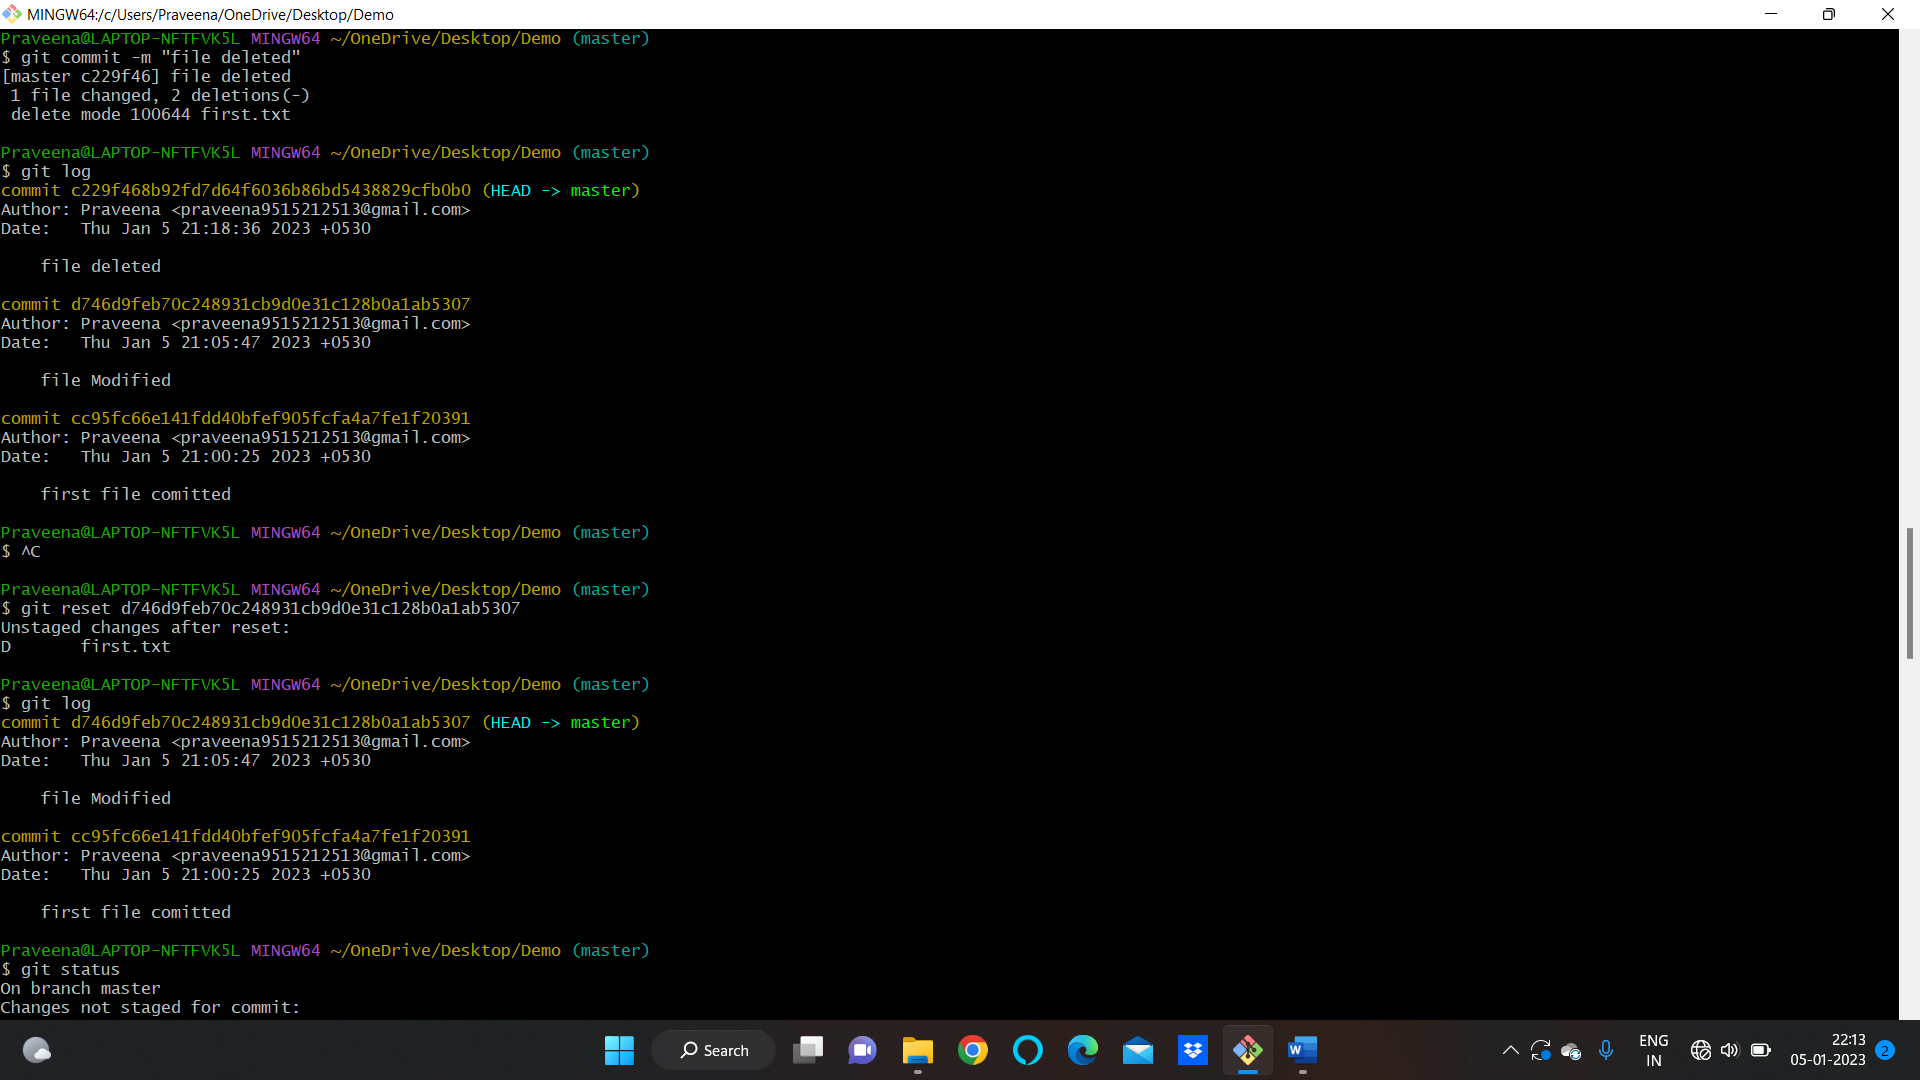 MINGW64:/c/Users/Praveena/OneDrive/Desktop/Demo
Praveena@LAPTOP-NFTFVK5L MINGW64 ~/OneDrive/Desktop/Demo (master)
$ git commit -m "file deleted"
[master c229f46] file deleted
 1 file changed, 2 deletions(-)
 delete mode 100644 first.txt

Praveena@LAPTOP-NFTFVK5L MINGW64 ~/OneDrive/Desktop/Demo (master)
$ git log
commit c229f468b92fd7d64f6036b86bd5438829cfb0b0 (HEAD -> master)
Author: Praveena <praveena9515212513@gmail.com>
Date:   Thu Jan 5 21:18:36 2023 +0530

    file deleted

commit d746d9feb70c248931cb9d0e31c128b0a1ab5307
Author: Praveena <praveena9515212513@gmail.com>
Date:   Thu Jan 5 21:05:47 2023 +0530

    file Modified

commit cc95fc66e141fdd40bfef905fcfa4a7fe1f20391
Author: Praveena <praveena9515212513@gmail.com>
Date:   Thu Jan 5 21:00:25 2023 +0530

    first file comitted

Praveena@LAPTOP-NFTFVK5L MINGW64 ~/OneDrive/Desktop/Demo (master)
$ ^C

Praveena@LAPTOP-NFTFVK5L MINGW64 ~/OneDrive/Desktop/Demo (master)
$ git reset d746d9feb70c248931cb9d0e31c128b0a1ab5307
Unstaged changes after reset:
D       first.txt

Praveena@LAPTOP-NFTFVK5L MINGW64 ~/OneDrive/Desktop/Demo (master)
$ git log
commit d746d9feb70c248931cb9d0e31c128b0a1ab5307 (HEAD -> master)
Author: Praveena <praveena9515212513@gmail.com>
Date:   Thu Jan 5 21:05:47 2023 +0530

    file Modified

commit cc95fc66e141fdd40bfef905fcfa4a7fe1f20391
Author: Praveena <praveena9515212513@gmail.com>
Date:   Thu Jan 5 21:00:25 2023 +0530

    first file comitted

Praveena@LAPTOP-NFTFVK5L MINGW64 ~/OneDrive/Desktop/Demo (master)
$ git status
On branch master
Changes not staged for commit:
Search
W
ENG
IN
22:13
05-01-2023
2